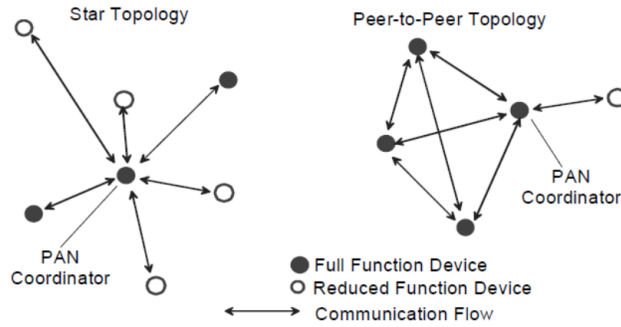 Star Topology
PAN
Coordinator
Peer-to-Peer Topology
PAN
Coordinator
Full Function Device
Reduced Function Device
Communication Flow